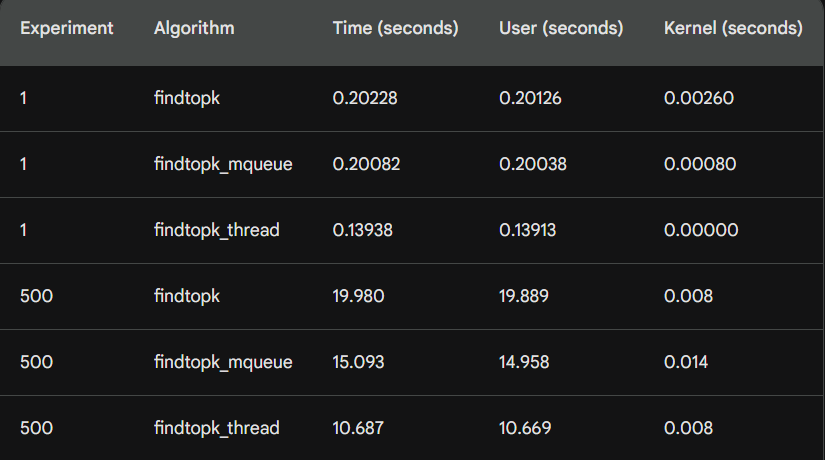 Experiment Algorithm Time (seconds) User (seconds) Kernel (seconds)
1 findtopk 0.20228 0.20126 0.00260
1 findtopk_mqueue 0.20082 0.20038 0.00080
1 findtopk_thread 0.13938 0.13913 0.00000
500 findtopk 19.980 19.889 0.008
500 findtopk_mqueue 15.093 14.958 0.014
500 findtopk_thread 10.687 10.669 0.008